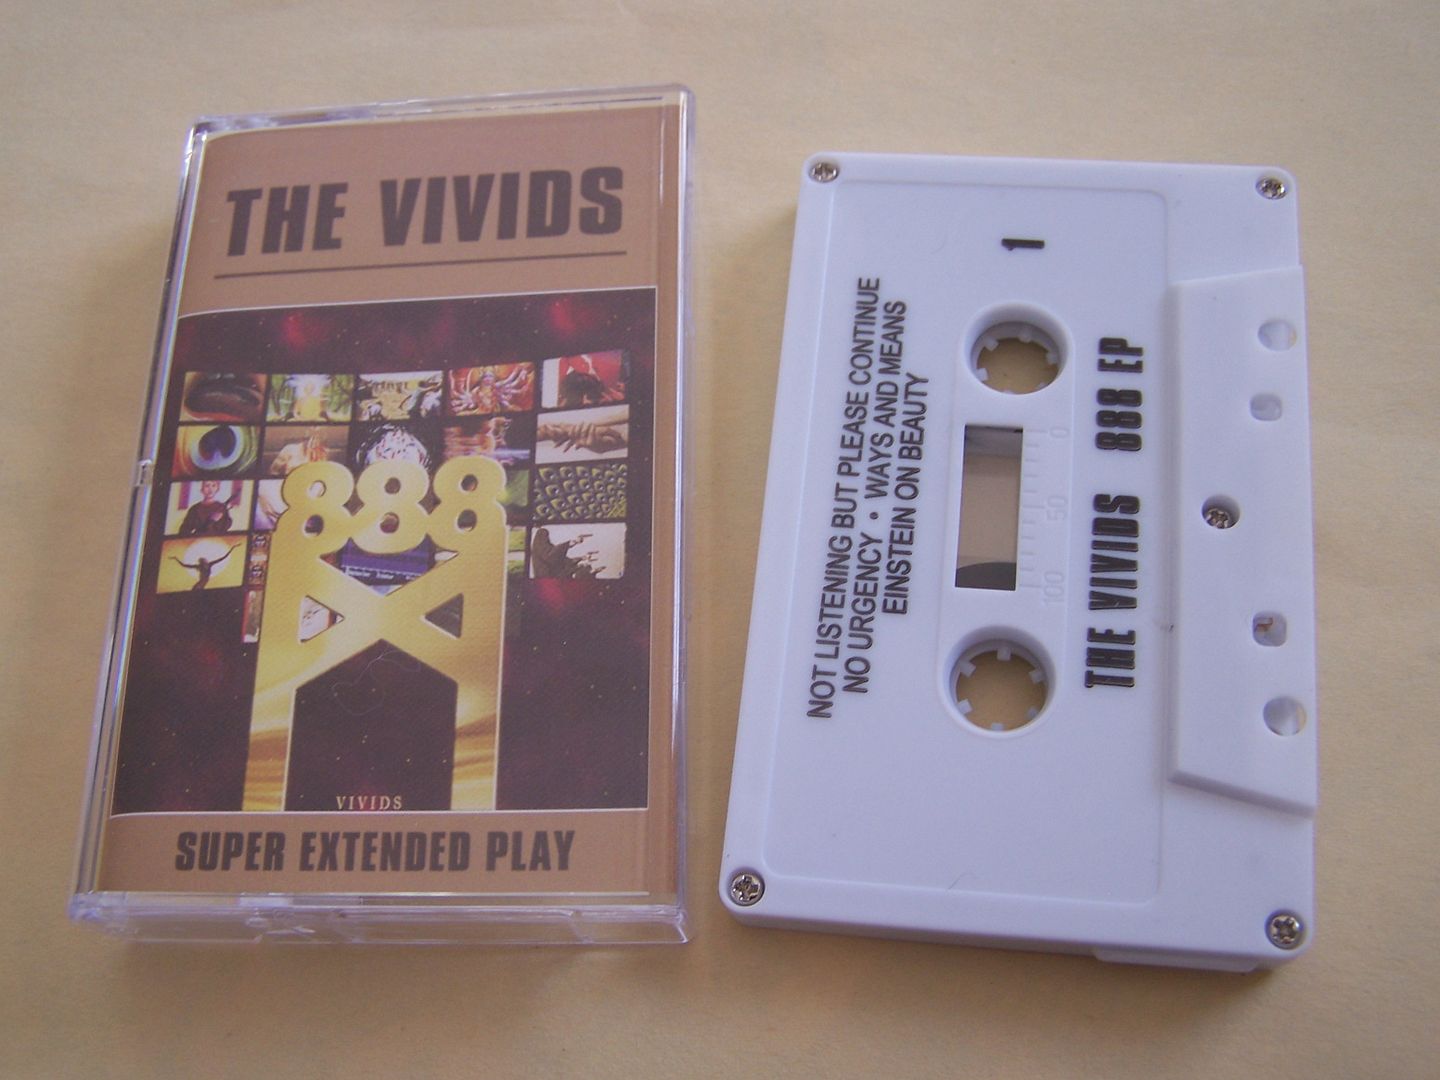 THE VIVIDS
888
VIVIDS
SUPER EXTENDED PLAY
1
NOT LISTENING BUT PLEASE CONTINUE
NO URGENCY • WAYS AND MEANS
EINSTEIN ON BEAUTY
0
50
100
THE VIVIDS 888 EP